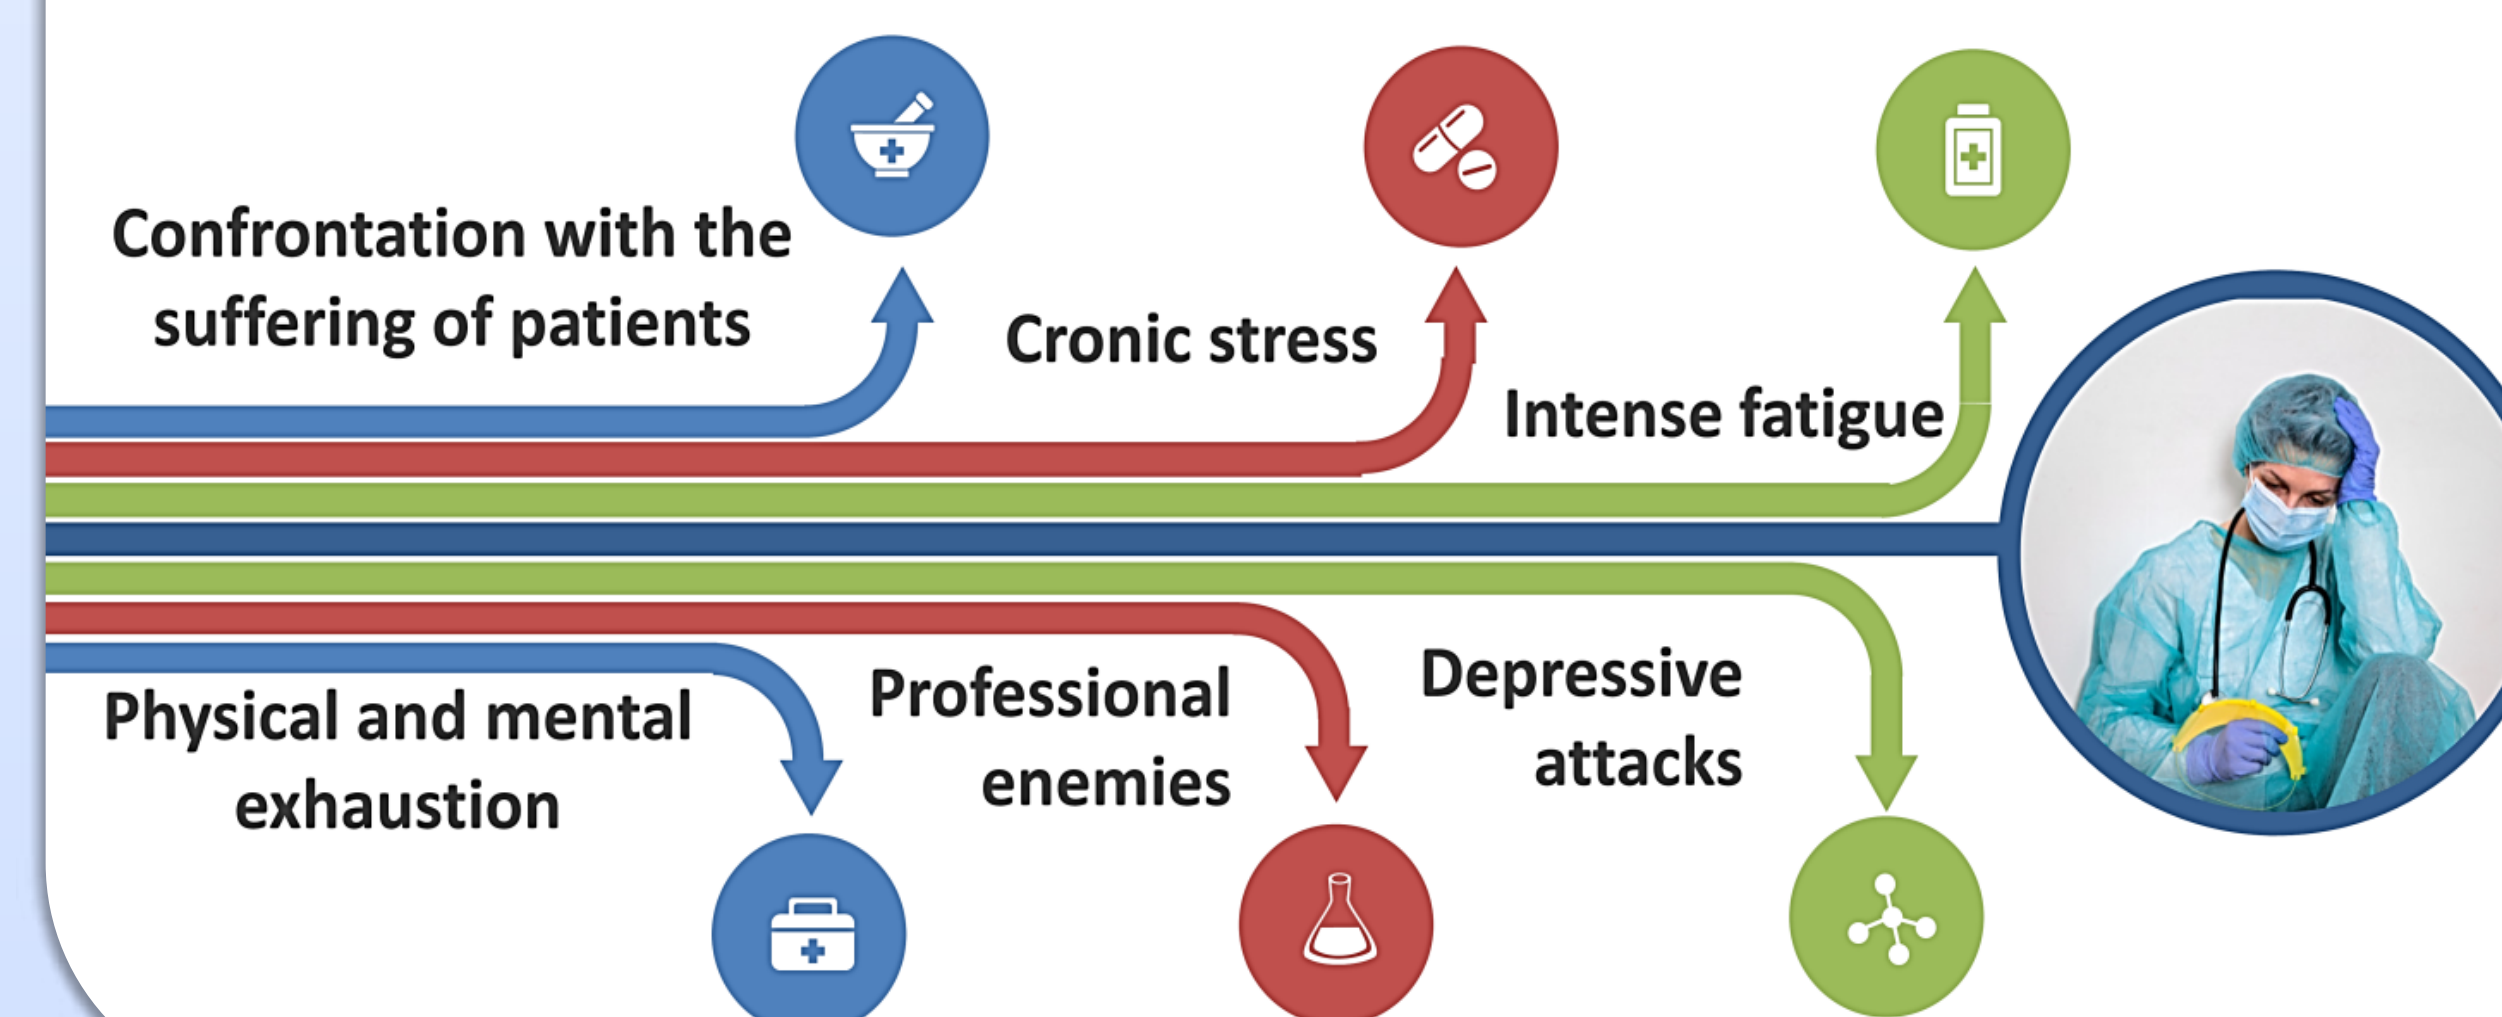 Confrontation with the
suffering of patients
Cronic stress
Intense fatigue
Physical and mental
exhaustion
Professional
enemies
Depressive
attacks